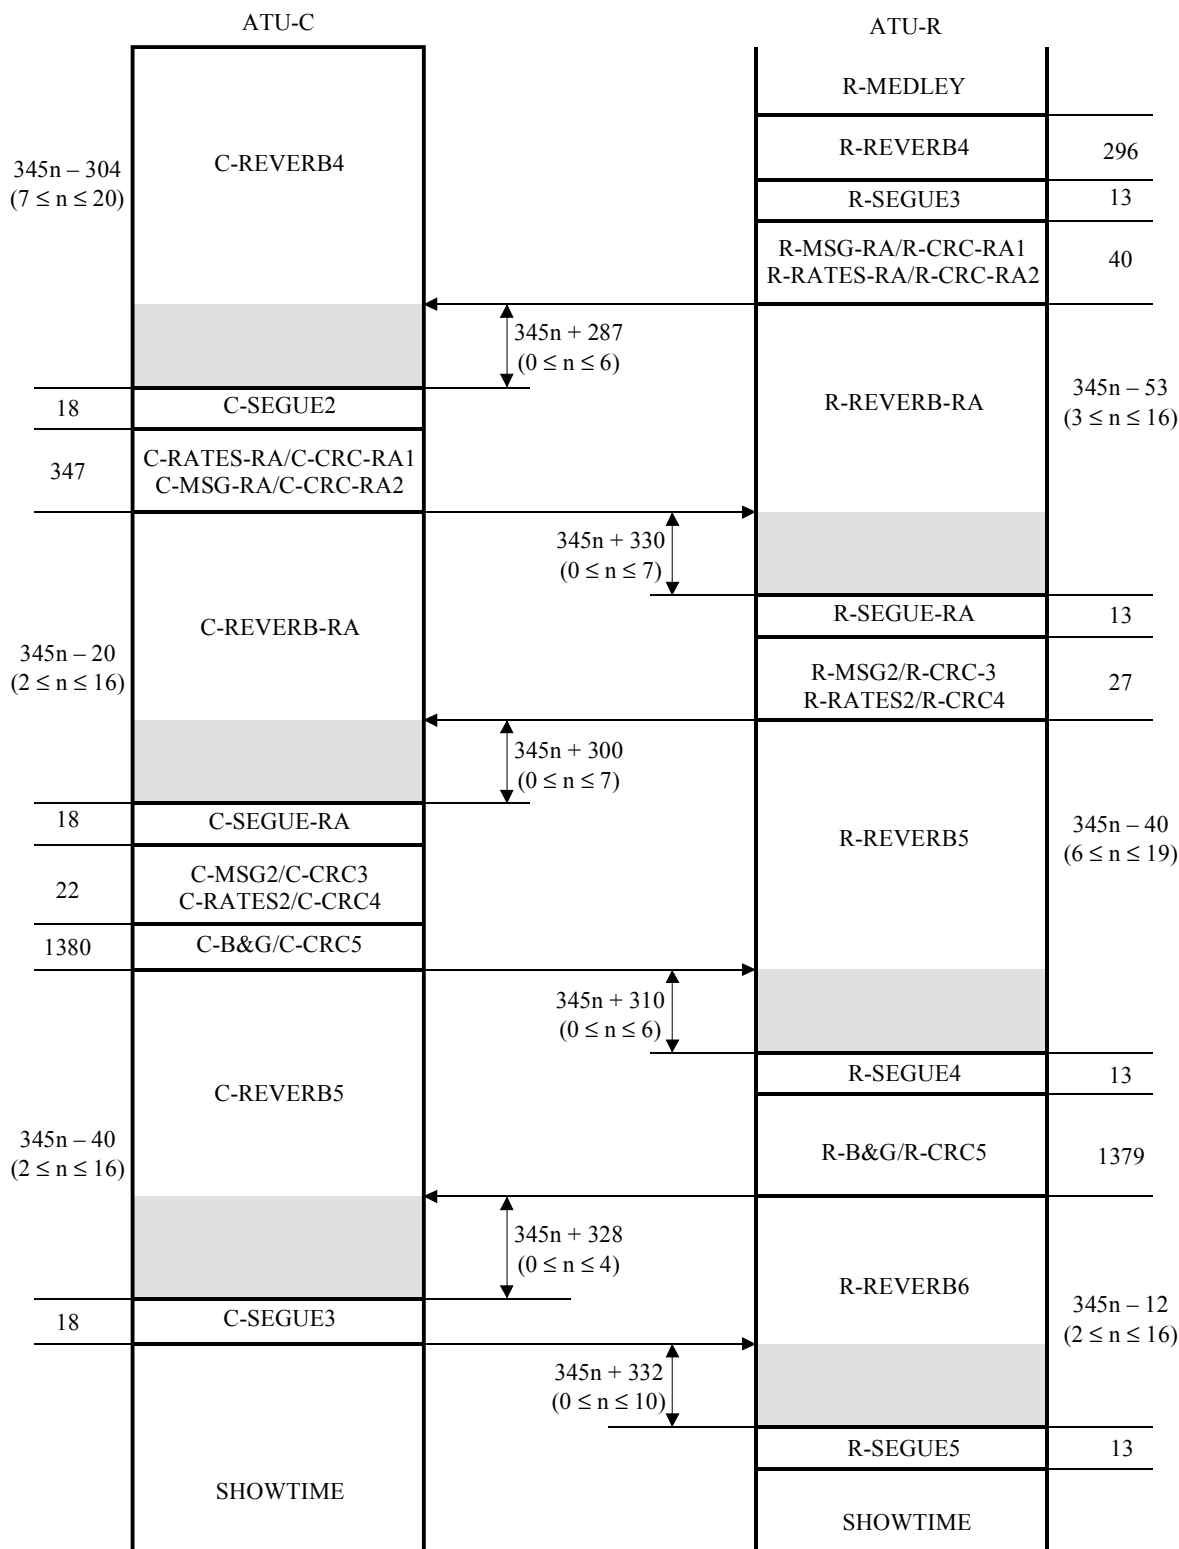 ATU-C
ATU-R
R-MEDLEY
C-REVERB4
R-REVERB4
296
345n – 304
(7 ≤ n ≤ 20)
R-SEGUE3
13
R-MSG-RA/R-CRC-RA1
R-RATES-RA/R-CRC-RA2
40
345n + 287
(0 ≤ n ≤ 6)
18
C-SEGUE2
R-REVERB-RA
345n – 53
(3 ≤ n ≤ 16)
347
C-RATES-RA/C-CRC-RA1
C-MSG-RA/C-CRC-RA2
345n + 330
(0 ≤ n ≤ 7)
R-SEGUE-RA
13
C-REVERB-RA
345n – 20
(2 ≤ n ≤ 16)
R-MSG2/R-CRC-3
R-RATES2/R-CRC4
27
345n + 300
(0 ≤ n ≤ 7)
18
C-SEGUE-RA
R-REVERB5
345n – 40
(6 ≤ n ≤ 19)
22
C-MSG2/C-CRC3
C-RATES2/C-CRC4
1380
C-B&G/C-CRC5
345n + 310
(0 ≤ n ≤ 6)
R-SEGUE4
13
C-REVERB5
345n – 40
(2 ≤ n ≤ 16)
R-B&G/R-CRC5
1379
345n + 328
(0 ≤ n ≤ 4)
R-REVERB6
345n – 12
(2 ≤ n ≤ 16)
18
C-SEGUE3
345n + 332
(0 ≤ n ≤ 10)
R-SEGUE5
13
SHOWTIME
SHOWTIME